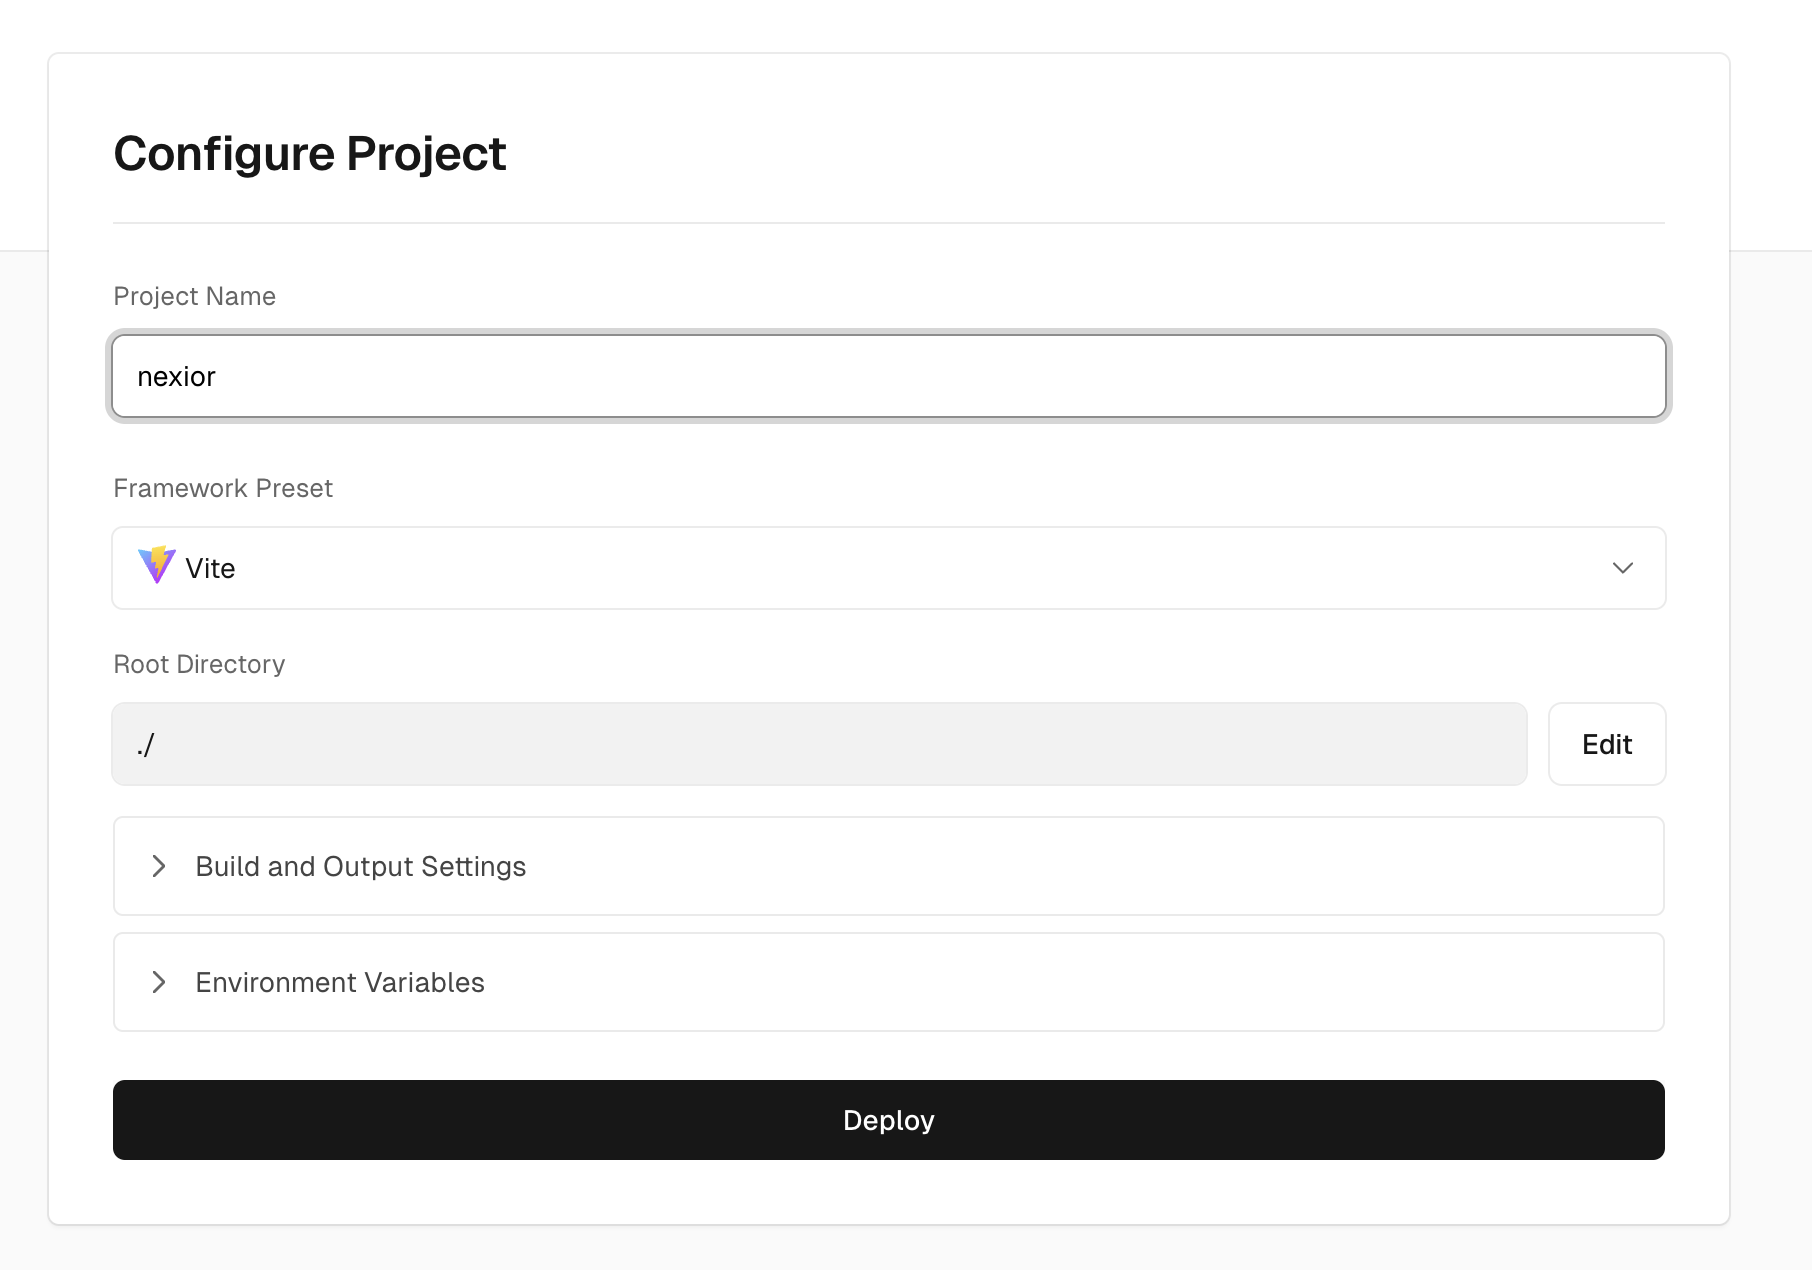 Configure Project
Project Name
nexior
Framework Preset
Vite
Root Directory
./
Edit
Build and Output Settings
Environment Variables
Deploy